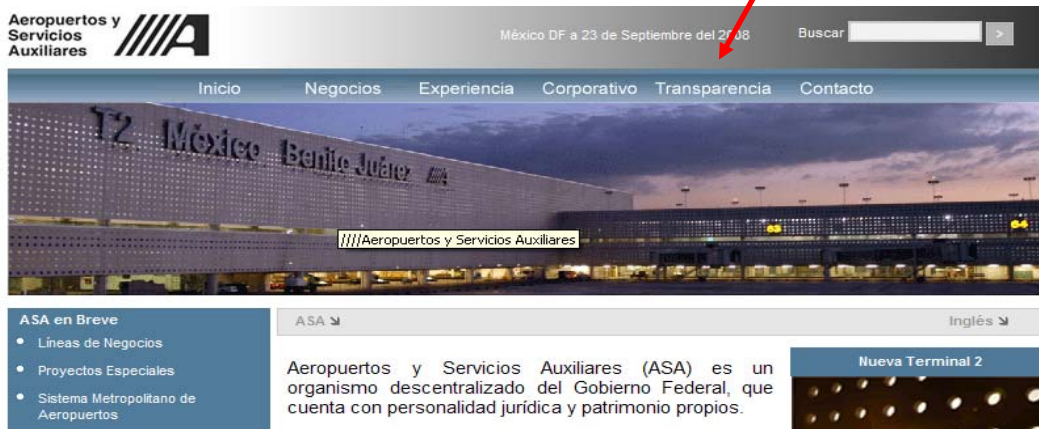 Aeropuertos y
Servicios
Auxiliares
México DF a 23 de Septiembre del 2008
Buscar
>
Inicio Negocios Experiencia Corporativo Transparencia Contacto
T2 México Benito Juárez
63
64
////Aeropuertos y Servicios Auxiliares
ASA en Breve
Líneas de Negocios
Proyectos Especiales
Sistema Metropolitano de
Aeropuertos
ASA
Inglés
Aeropuertos y Servicios Auxiliares (ASA) es un
organismo descentralizado del Gobierno Federal, que
cuenta con personalidad jurídica y patrimonio propios.
Nueva Terminal 2